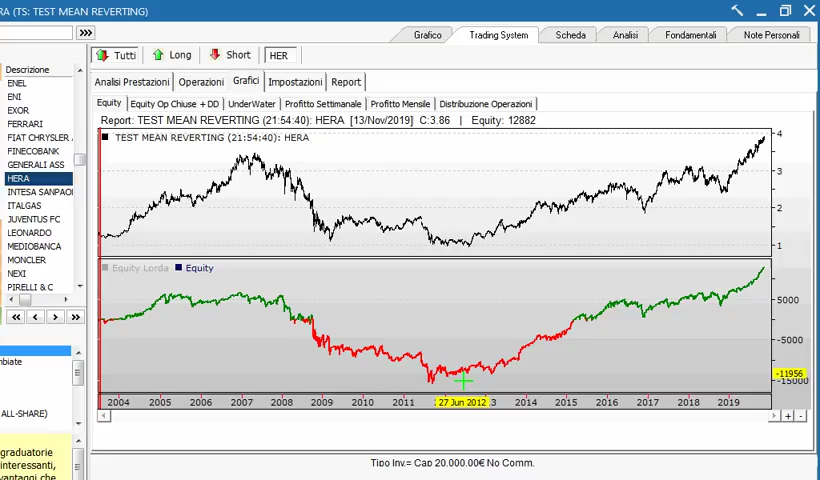 ERA (TS: TEST MEAN REVERTING)
Grafico Trading System Scheda Analisi Fondamentali Note Personali
Tutti Long Short HER
Descrizione
ENEL
ENI
EXOR
FERRARI
FIAT CHRYSLER.
FINECOBANK
GENERALI ASS
HERA
INTESA SANPAO
ITALGAS
JUVENTUS FC
LEONARDO
MEDIOBANCA
MONCLER
NEXI
PIRELLI & C
Analisi Prestazioni Operazioni Grafici Impostazioni Report
Equity Equity Op Chiuse + DD UnderWater Profitto Settimanale Profitto Mensile Distribuzione Operazioni
Report: TEST MEAN REVERTING (21:54:40): HERA [13/Nov/2019] C:3.86 | Equity: 12882
TEST MEAN REVERTING (21:54:40): HERA
4
3
2
1
Equity Lorda Equity
5000
-5000
-11956
-15000
2004 2005 2006 2007 2008 2009 2010 2011 27 Jun 2012 3 2014 2015 2016 2017 2018 2019
mbiate
ALL-SHARE)
graduatorie
interessanti,
vantaggi che
Tipo Inv.= Cap 20.000.00€ No Comm.